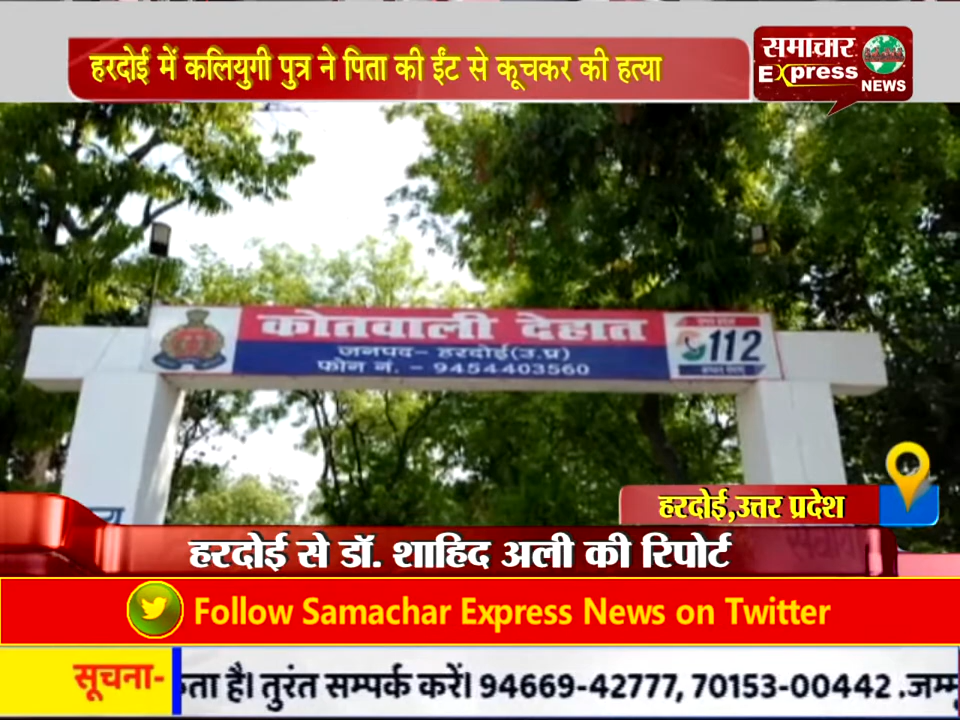 हरदोई में कलियुगी पुत्र ने पिता की ईंट से कूचकर की हत्या
समाचार
Express
NEWS
कोतवाली देहात
जनपद- हरदोई(उ.प्र)
फोन नं. - 9454403560
112
हरदोई,उत्तर प्रदेश
हरदोई से डॉ. शाहिद अली की रिपोर्ट
Follow Samachar Express News on Twitter
सूचना- ता है। तुरंत सम्पर्क करें। 94669-42777, 70153-00442 .जम्मू